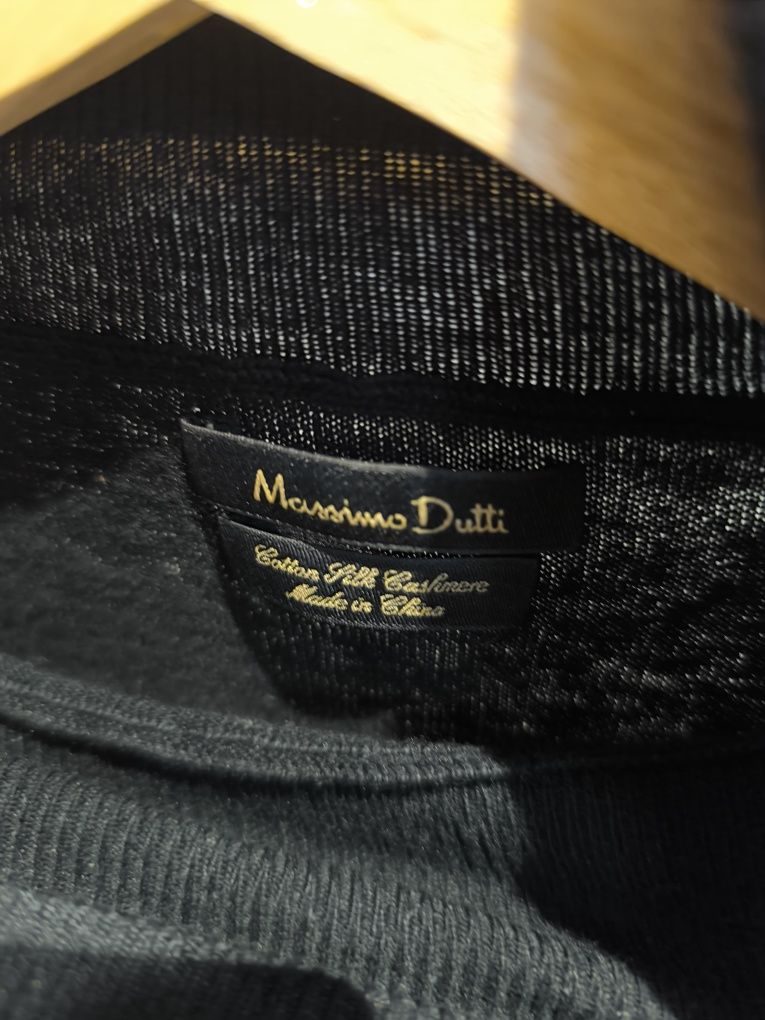 Massimo Dutti
Cotton Silk Cashmere
Made in China